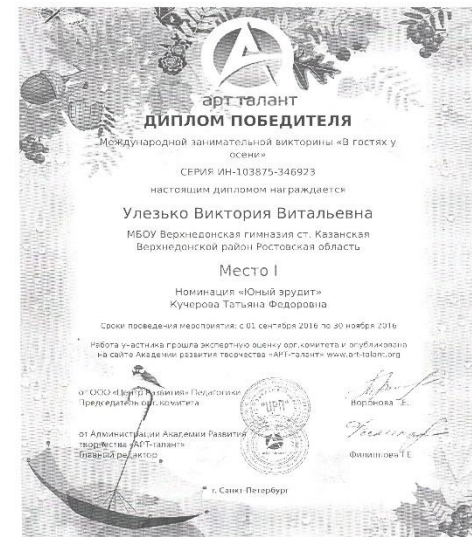 арт талант
ДИПЛОМ ПОБЕДИТЕЛЯ
Международной занимательной викторины «В гостях у
осени»
СЕРИЯ ИН-103875-346923
настоящим дипломом награждается
Улезько Виктория Витальевна
МБОУ Верхнедонская гимназия ст. Казанская
Верхнедонской район Ростовская область
Место I
Номинация «Юный эрудит»
Кучерова Татьяна Федоровна
Сроки проведения мероприятия: с 01 сентября 2016 по 30 ноября 2016
Работа участника прошла экспертную оценку орг.комитета и опубликована
на сайте Академии развития творчества «АРТ-талант» www.art-talant.org
от ООО «Центр Развития Педагогики»
Председатель орг. комитета
Воронова Т.Е.
"ЦРП"
от Администрации Академии Развития
творчества «АРТ-талант»
Главный редактор
Филиппова Г.Е.
г. Санкт-Петербург